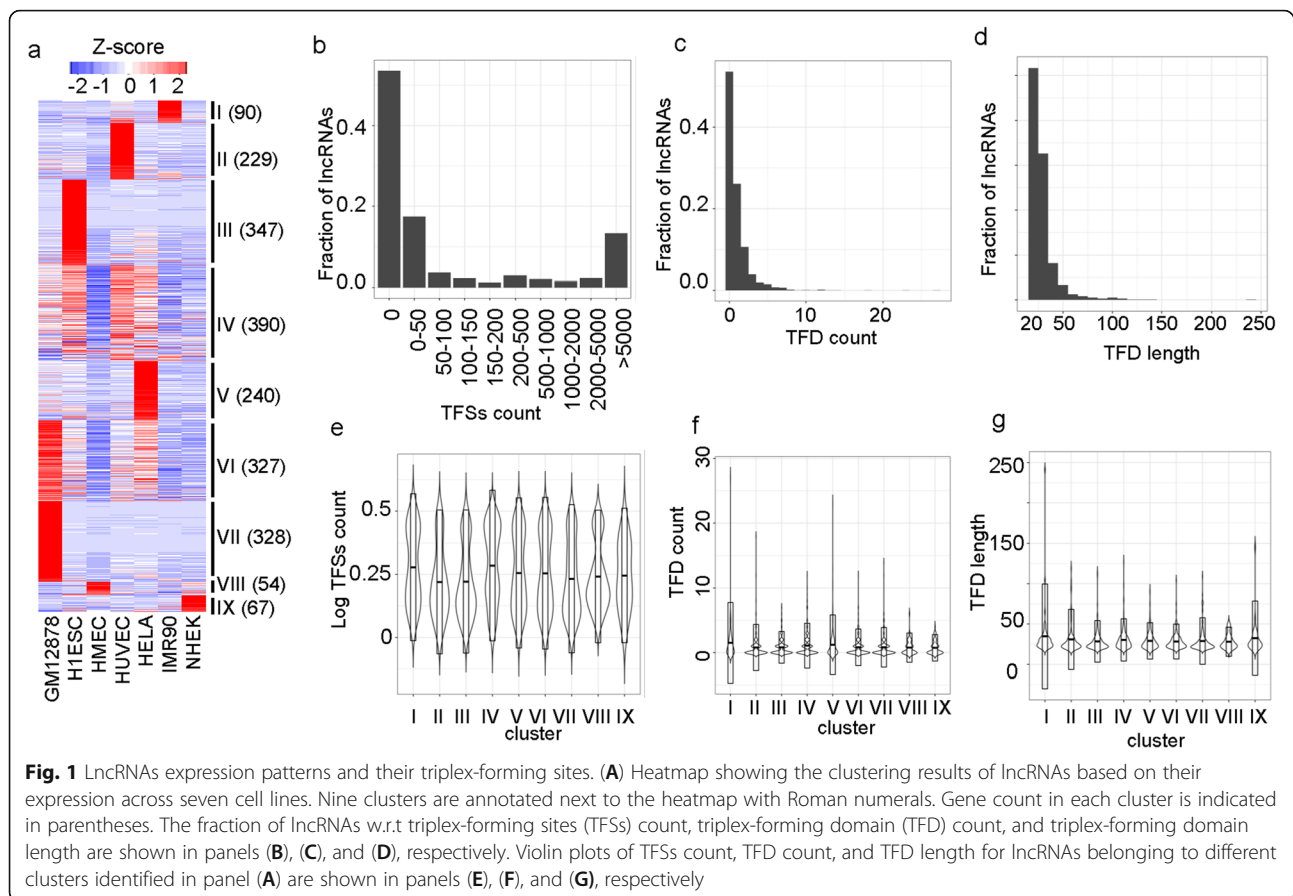 a
Z-score
-2 -1 0 1 2
I (90)
II (229)
III (347)
IV (390)
V (240)
VI (327)
VII (328)
VIII (54)
IX (67)
GM12878
H1ESC
HMEC
HUVEC
HELA
IMR90
NHEK
b
Fraction of lncRNAs
0.4
0.2
0.0
0
0-50
50-100
100-150
150-200
200-500
500-1000
1000-2000
2000-5000
>5000
TFSs count
c
Fraction of lncRNAs
0.4
0.2
0.0
0 10 20
TFD count
d
Fraction of lncRNAs
20 50 100 150 200 250
TFD length
e
Log TFSs count
0.5
0.25
0
I II III IV V VI VII VIII IX
cluster
f
TFD count
30
20
10
0
I II III IV V VI VII VIII IX
cluster
g
TFD length
250
150
100
50
0
I II III IV V VI VII VIII IX
cluster
Fig. 1 LncRNAs expression patterns and their triplex-forming sites. (A) Heatmap showing the clustering results of lncRNAs based on their
expression across seven cell lines. Nine clusters are annotated next to the heatmap with Roman numerals. Gene count in each cluster is indicated
in parentheses. The fraction of lncRNAs w.r.t triplex-forming sites (TFSs) count, triplex-forming domain (TFD) count, and triplex-forming domain
length are shown in panels (B), (C), and (D), respectively. Violin plots of TFSs count, TFD count, and TFD length for lncRNAs belonging to different
clusters identified in panel (A) are shown in panels (E), (F), and (G), respectively